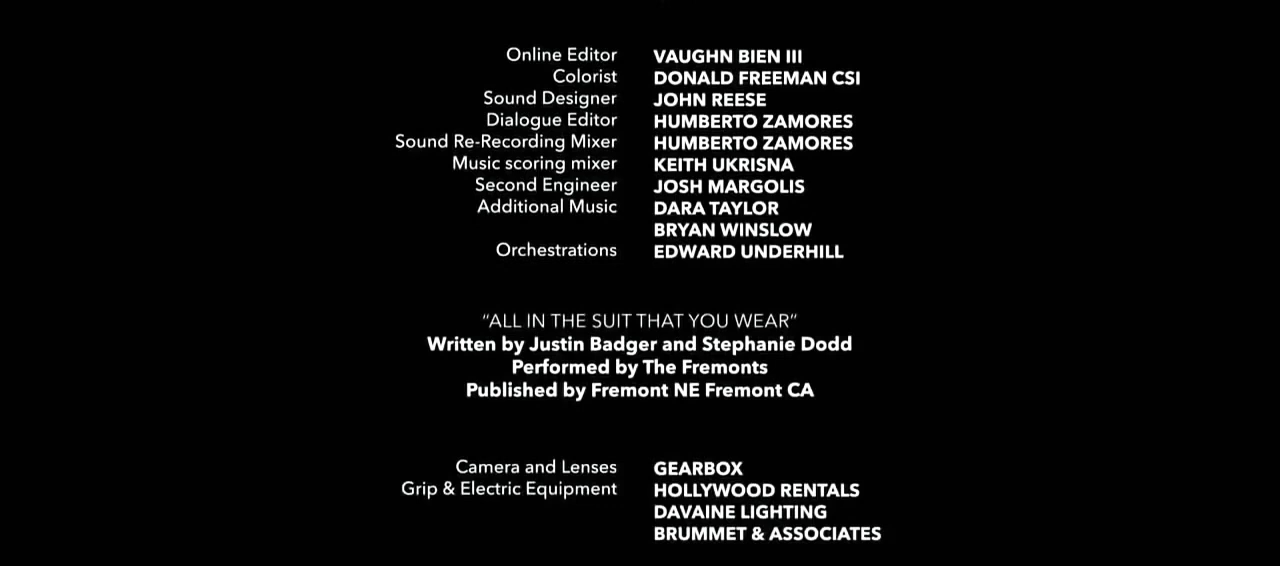 Online Editor VAUGHN BIEN III
Colorist DONALD FREEMAN CSI
Sound Designer JOHN REESE
Dialogue Editor HUMBERTO ZAMORES
Sound Re-Recording Mixer HUMBERTO ZAMORES
Music scoring mixer KEITH UKRISNA
Second Engineer JOSH MARGOLIS
Additional Music DARA TAYLOR
BRYAN WINSLOW
Orchestrations EDWARD UNDERHILL
“ALL IN THE SUIT THAT YOU WEAR”
Written by Justin Badger and Stephanie Dodd
Performed by The Fremonts
Published by Fremont NE Fremont CA
Camera and Lenses GEARBOX
Grip & Electric Equipment HOLLYWOOD RENTALS
DAVAINE LIGHTING
BRUMMET & ASSOCIATES